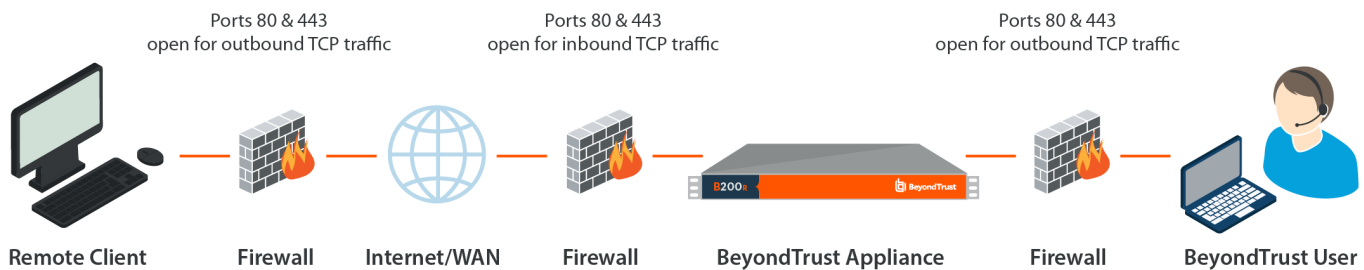 Ports 80 & 443
open for outbound TCP traffic
Ports 80 & 443
open for inbound TCP traffic
Ports 80 & 443
open for outbound TCP traffic
B200R
BeyondTrust
Remote Client
Firewall
Internet/WAN
Firewall
BeyondTrust Appliance
Firewall
BeyondTrust User